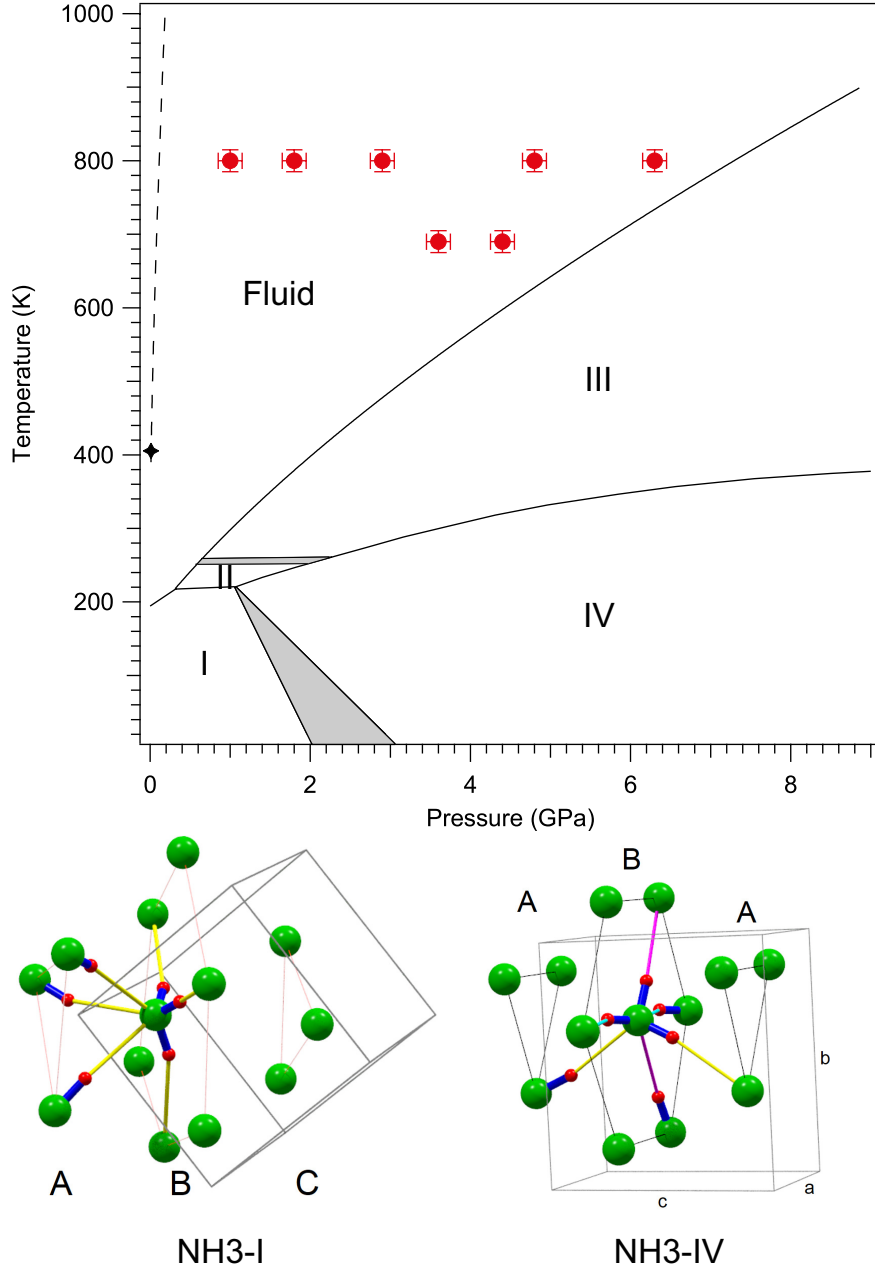 1000
800
600
400
200
Temperature (K)
Fluid
III
II
IV
I
0 2 4 6 8
Pressure (GPa)
B
A A
b
a
c
A B C
NH3-I NH3-IV